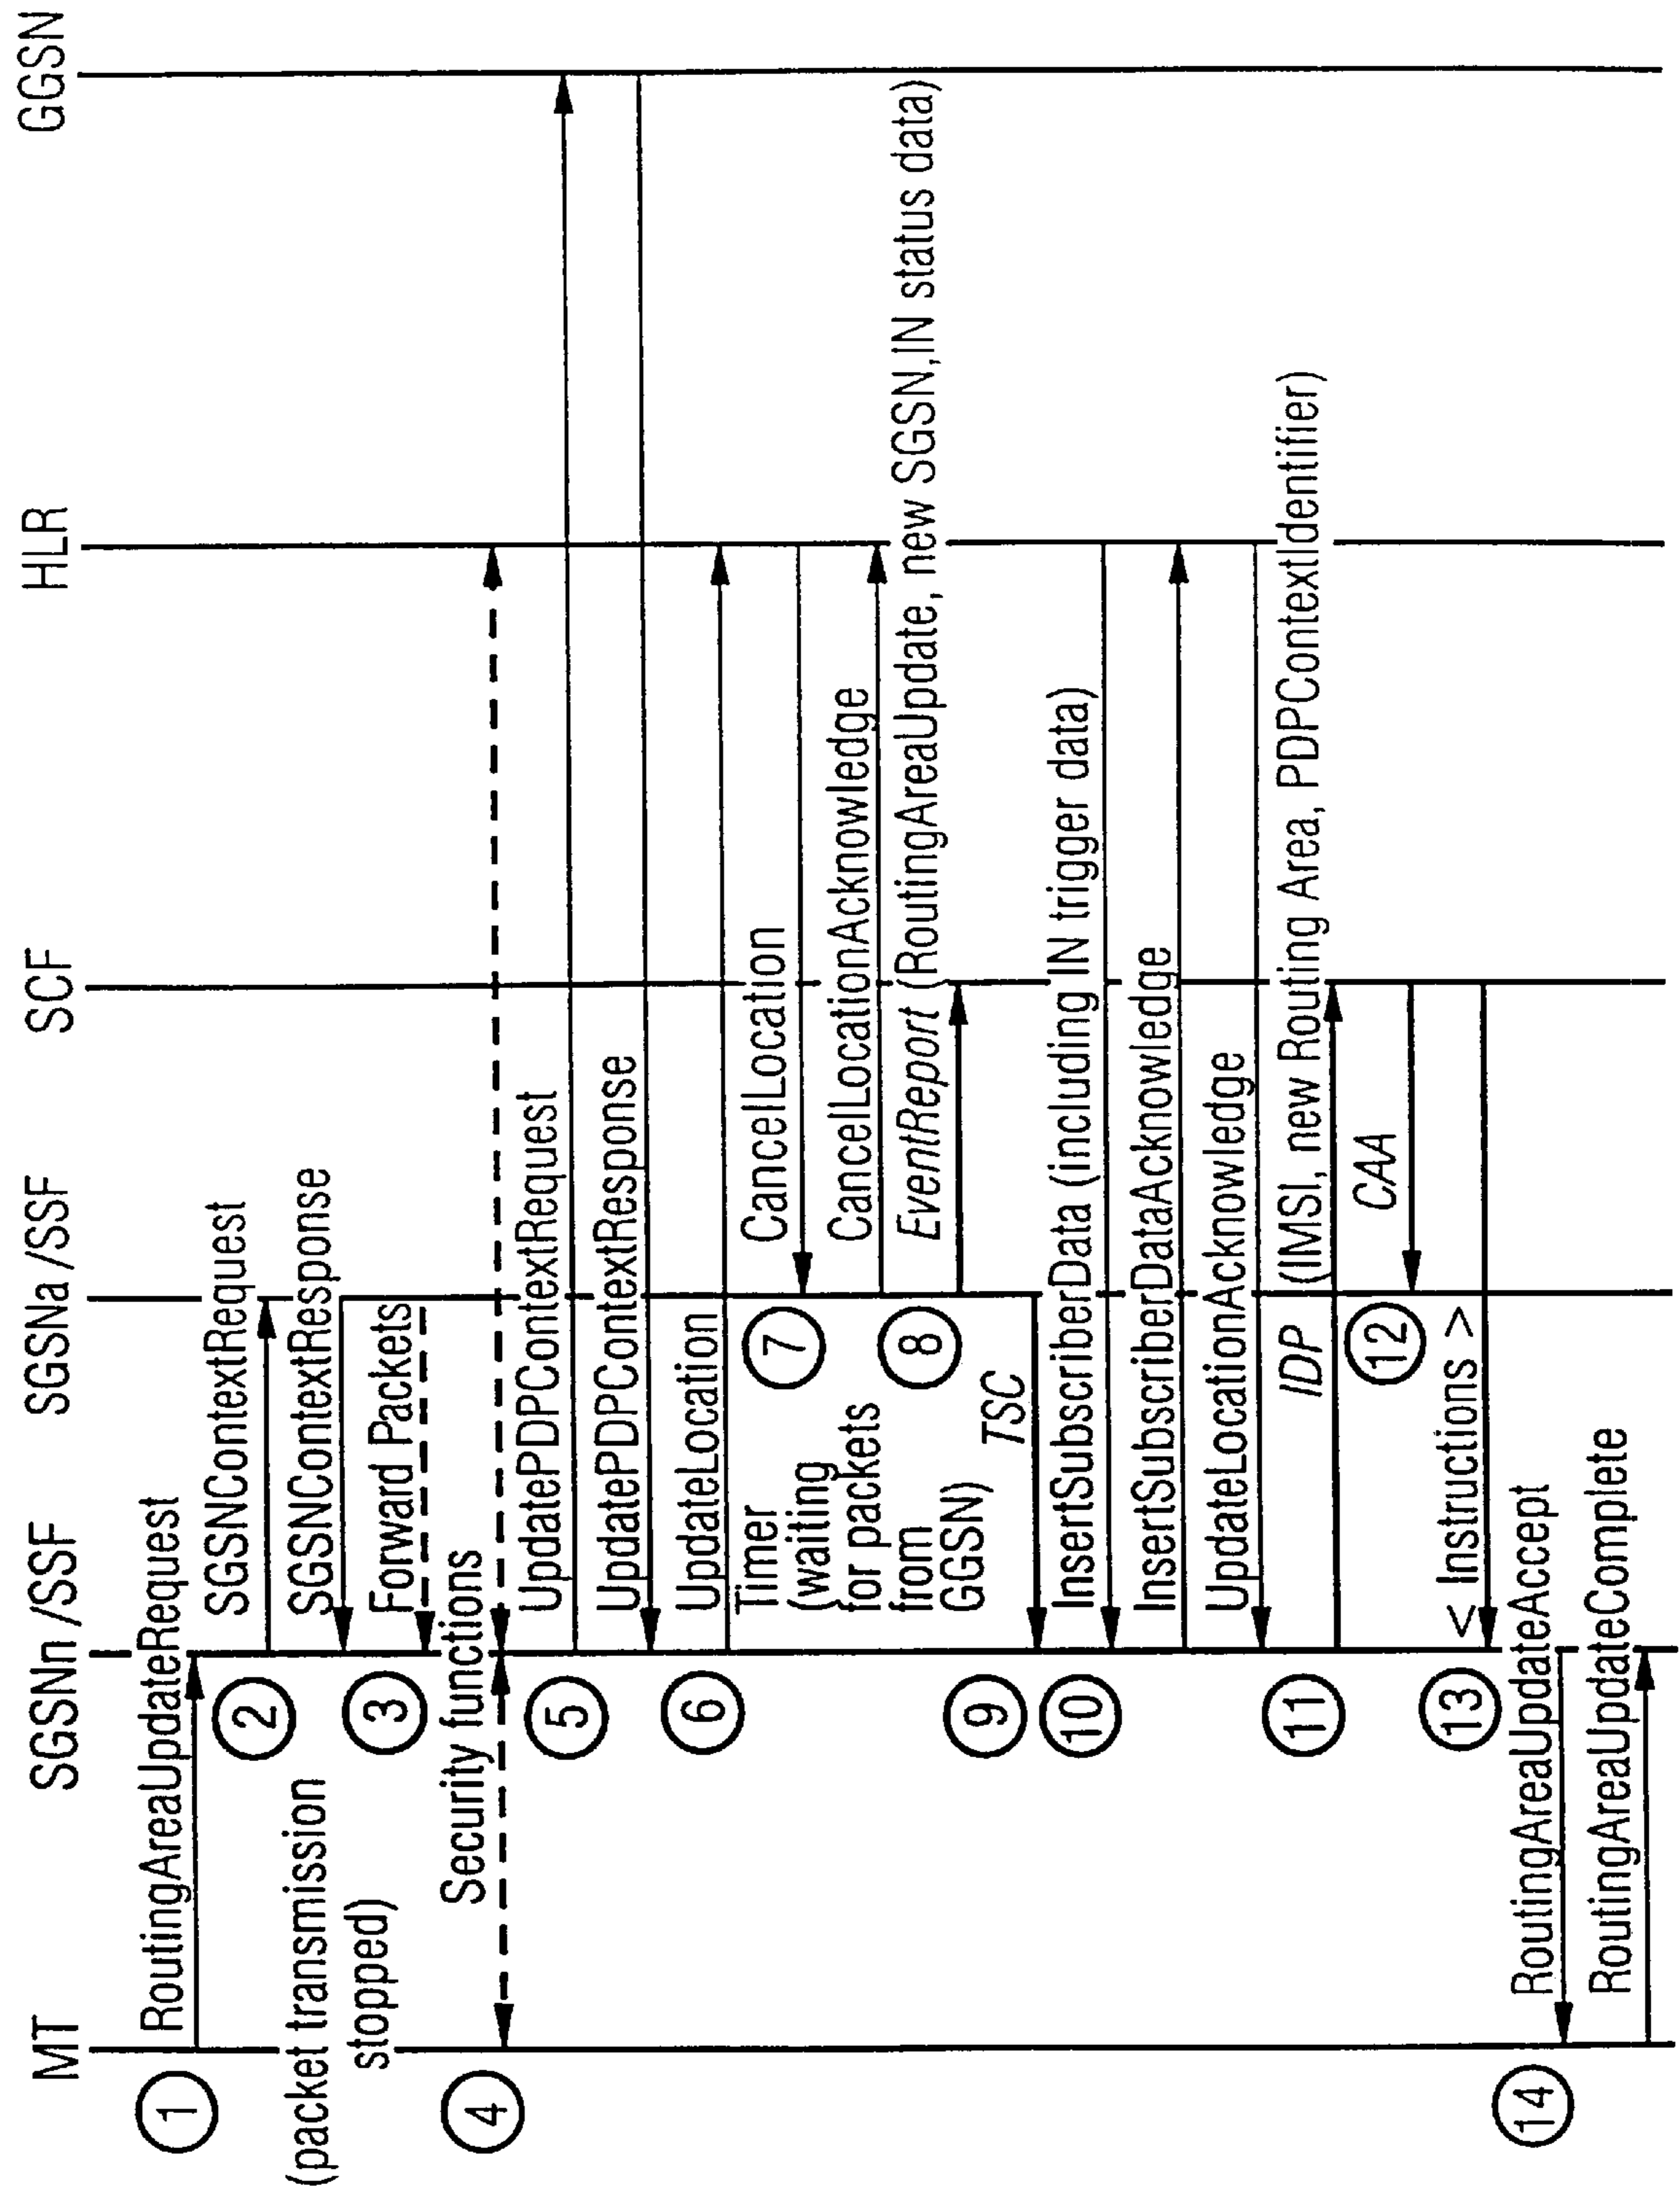 MT
SGSNn /SSF
SGSNa /SSF
SCF
HLR
GGSN
1
RoutingAreaUpdateRequest
2
SGSNContextRequest
(packet transmission
stopped)
SGSNContextResponse
3
Forward Packets
4
Security functions
5
UpdatePDPContextRequest
UpdatePDPContextResponse
6
UpdateLocation
7
CancelLocation
Timer
(waiting
for packets
from
GGSN)
CancelLocationAcknowledge
8
EventReport (RoutingAreaUpdate, new SGSN,IN status data)
9
TSC
10
InsertSubscriberData (including IN trigger data)
InsertSubscriberDataAcknowledge
UpdateLocationAcknowledge
11
IDP (IMSI, new Routing Area, PDPContextIdentifier)
12
CAA
13
< Instructions >
14
RoutingAreaUpdateAccept
RoutingAreaUpdateComplete